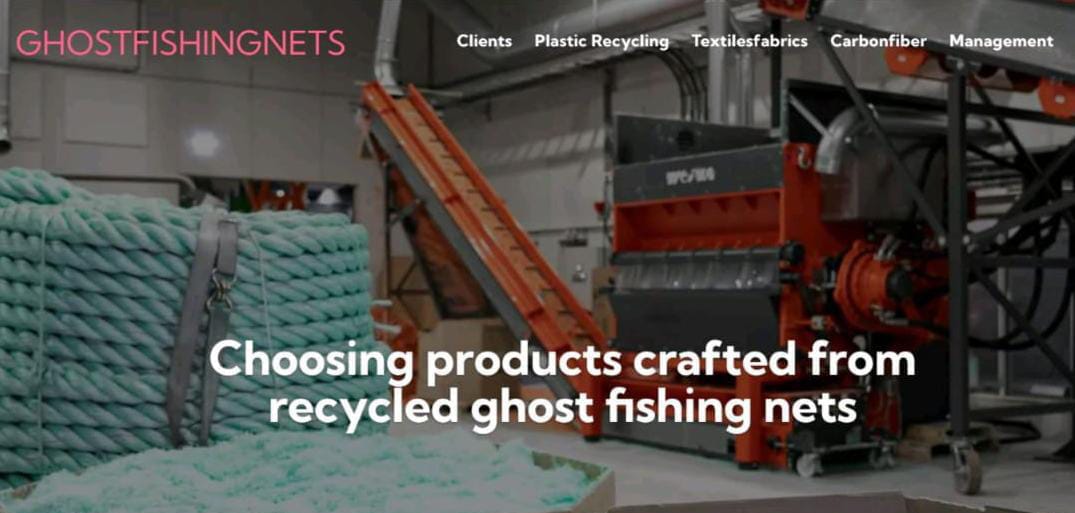 GHOSTFISHINGNETS
Clients Plastic Recycling Textilesfabrics Carbonfiber Management
Choosing products crafted from
recycled ghost fishing nets